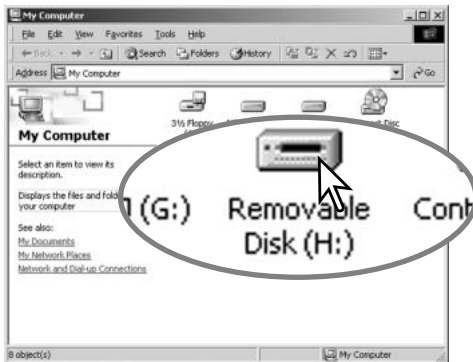 My Computer
File Edit View Favorites Tools Help
Back Search Folders History
Address My Computer Go
3½ Floppy Disc
My Computer
Select an item to view its
description.
Displays the files and
your computer
See also:
My Documents
My Network Places
Network and Dial-up Connections
(G:) Removable
Disk (H:)
8 object(s) My Computer